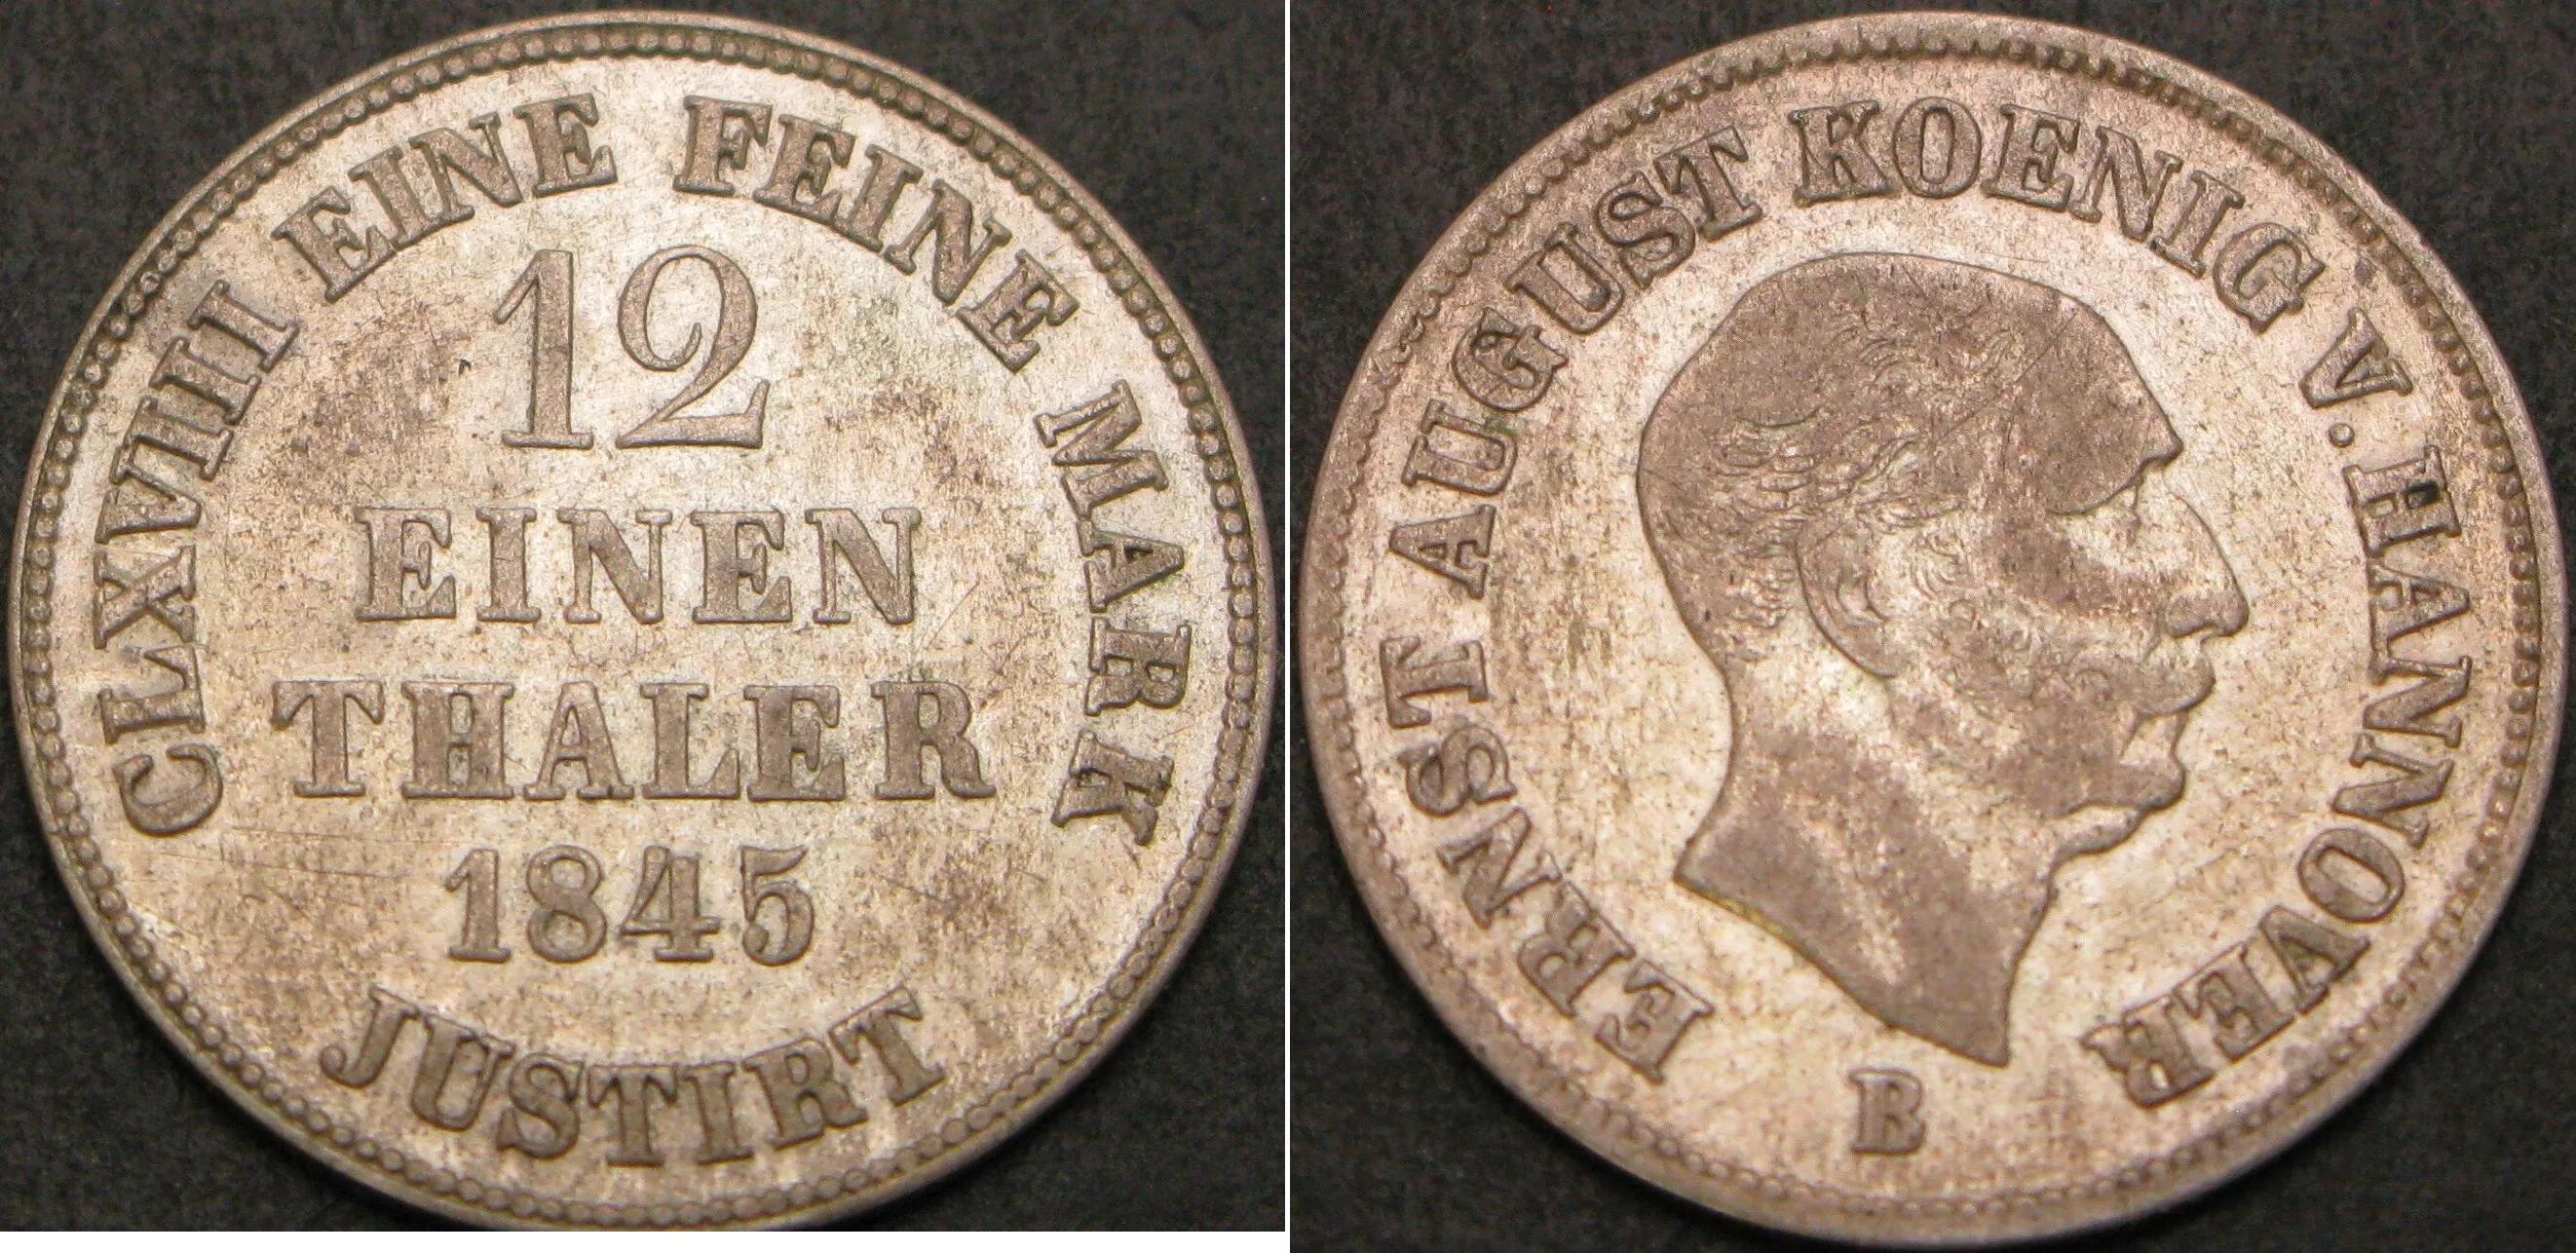 CLXVIII EINE FEINE MARK
12
EINEN
THALER
1845
JUSTIRT
ERNST AUGUST KOENIG V. HANNOVER
B